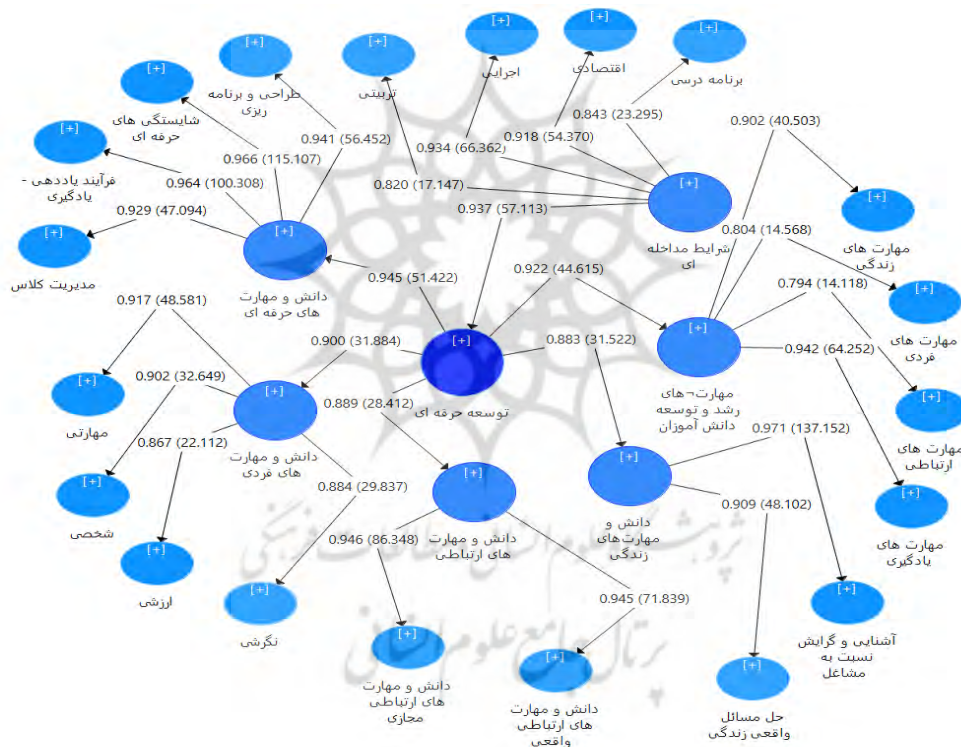 [+]
[+]
[+]
[+]
[+]
برنامه درسی
اقتصادی
اجرایی
تربیتی
طراحی و برنامه
ریزی
[+]
شایستگی های
حرفه ای
0.843 (23.295)
0.918 (54.370)
0.934 (66.362)
0.941 (56.452)
0.902 (40.503)
[+]
فرآیند یاددهی -
یادگیری
0.966 (115.107)
0.964 (100.308)
0.820 (17.147)
0.937 (57.113)
[+]
شرایط مداخله
ای
[+]
مهارت های
زندگی
0.929 (47.094)
[+]
مدیریت کلاس
[+]
دانش و مهارت
های حرفه ای
0.804 (14.568)
0.945 (51.422)
0.922 (44.615)
0.794 (14.118)
[+]
مهارت های
فردی
0.917 (48.581)
0.900 (31.884)
[+]
توسعه حرفه ای
0.883 (31.522)
[+]
مهارت¬های
رشد و توسعه
دانش آموزان
0.942 (64.252)
0.902 (32.649)
[+]
مهارتی
[+]
دانش و مهارت
های فردی
0.889 (28.412)
[+]
مهارت های
ارتباطی
0.867 (22.112)
0.971 (137.152)
[+]
شخصی
0.884 (29.837)
[+]
دانش و مهارت
های ارتباطی
[+]
دانش و
مهارت‌های
زندگی
0.909 (48.102)
[+]
مهارت های
یادگیری
پژوهشگاه علوم انسانی و مطالعات فرهنگی
0.946 (86.348)
[+]
ارزشی
[+]
نگرشی
0.945 (71.839)
[+]
آشنایی و گرایش
نسبت به
مشاغل
پرتال جامع علوم انسانی
[+]
دانش و مهارت
های ارتباطی
مجازی
[+]
دانش و مهارت
های ارتباطی
واقعی
[+]
حل مسائل
واقعی زندگی